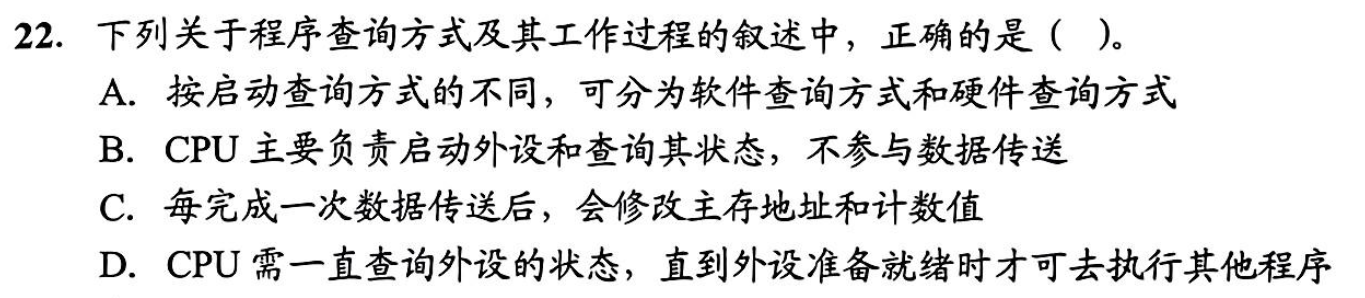 22. 下列关于程序查询方式及其工作过程的叙述中，正确的是（ ）。
A. 按启动查询方式的不同，可分为软件查询方式和硬件查询方式
B. CPU 主要负责启动外设和查询其状态，不参与数据传送
C. 每完成一次数据传送后，会修改主存地址和计数值
D. CPU 需一直查询外设的状态，直到外设准备就绪时才可去执行其他程序